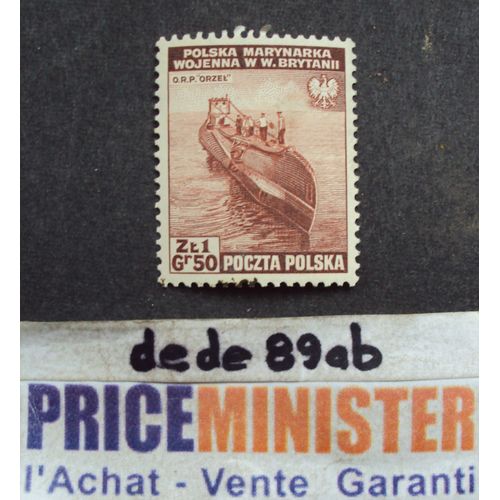 POLSKA MARYNARKA
WOJENNA W W. BRYTANII
O.R.P. "ORZEŁ"
ZŁ 1
Gr 50 POCZTA POLSKA
dede 89ab
PRICEMINISTER
l'Achat - Vente Garanti